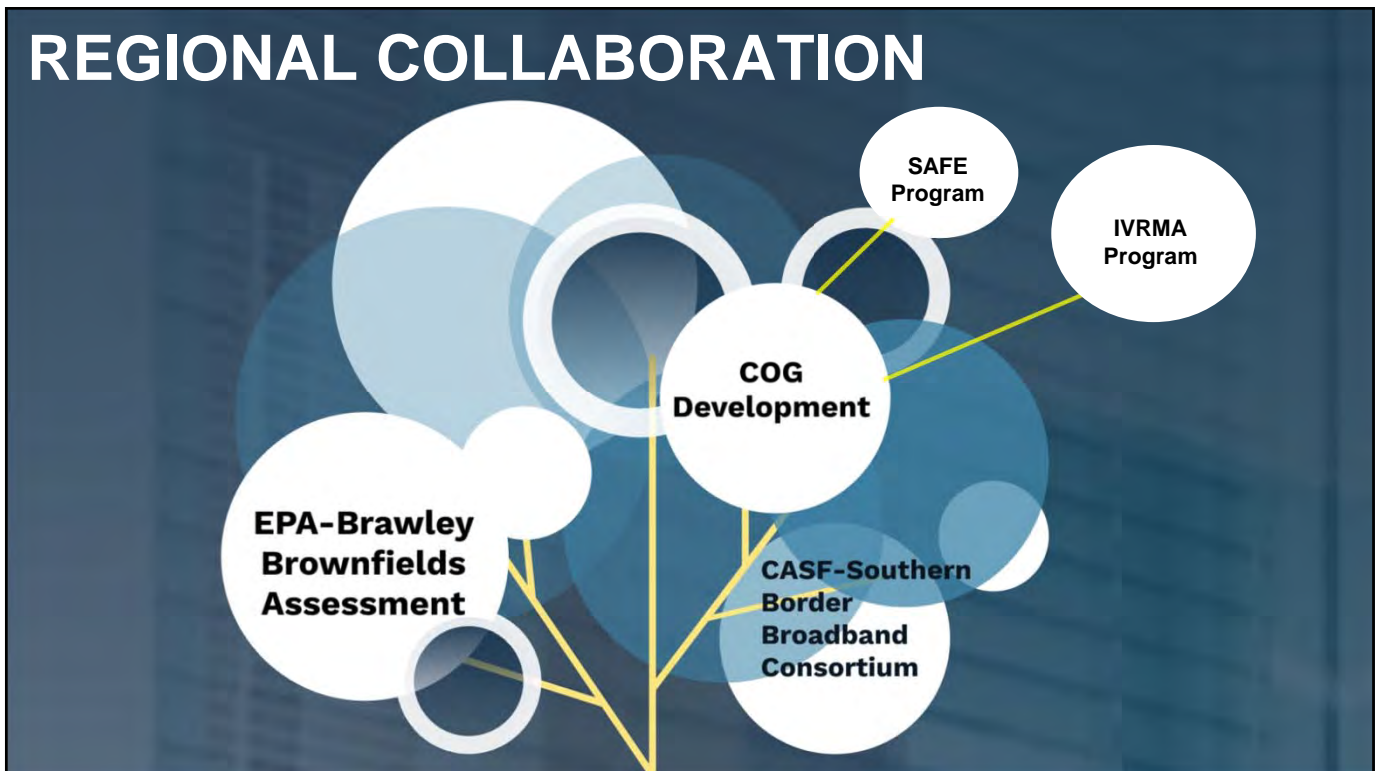 REGIONAL COLLABORATION
SAFE
Program
IVRMA
Program
COG
Development
EPA-Brawley
Brownfields
Assessment
CASF-Southern
Border
Broadband
Consortium